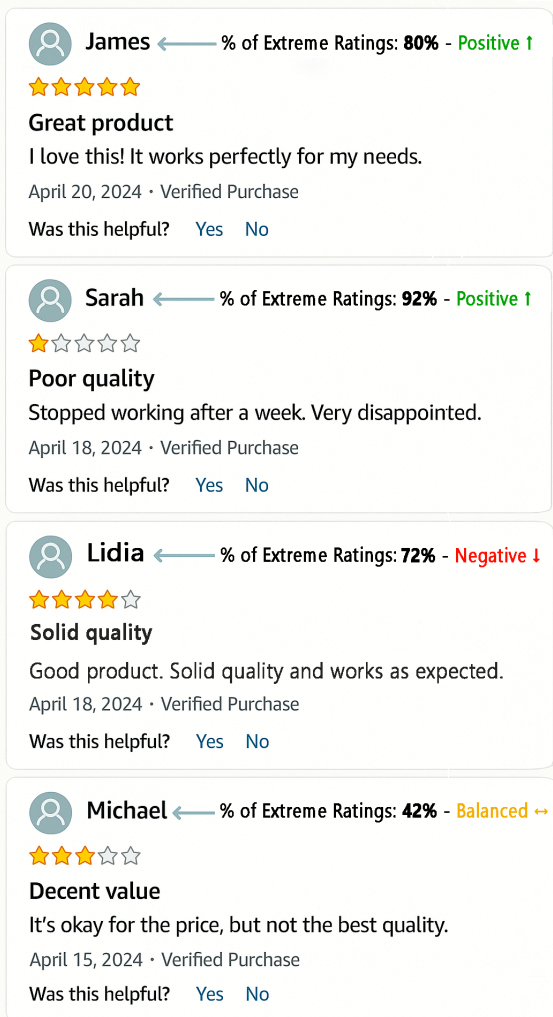 James % of Extreme Ratings: 80% - Positive ↑
Great product
I love this! It works perfectly for my needs.
April 20, 2024 · Verified Purchase
Was this helpful? Yes No
Sarah % of Extreme Ratings: 92% - Positive ↑
Poor quality
Stopped working after a week. Very disappointed.
April 18, 2024 · Verified Purchase
Was this helpful? Yes No
Lidia % of Extreme Ratings: 72% - Negative ↓
Solid quality
Good product. Solid quality and works as expected.
April 18, 2024 · Verified Purchase
Was this helpful? Yes No
Michael % of Extreme Ratings: 42% - Balanced ↔
Decent value
It's okay for the price, but not the best quality.
April 15, 2024 · Verified Purchase
Was this helpful? Yes No